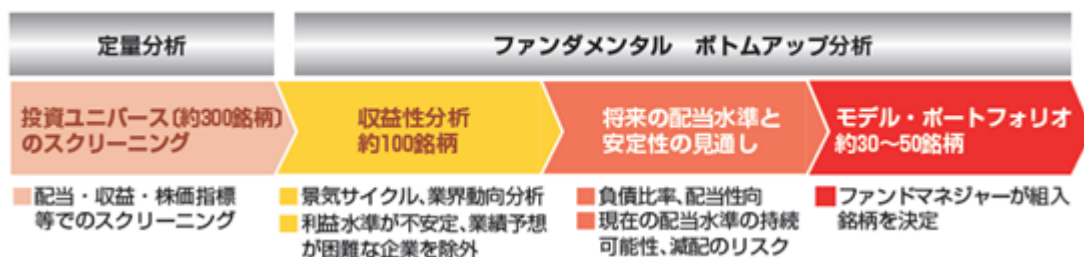 定量分析
ファンダメンタル ボトムアップ分析
投資ユニバース(約300銘柄)
のスクリーニング
収益性分析
約100銘柄
将来の配当水準と
安定性の見通し
モデル・ポートフォリオ
約30～50銘柄
配当・収益・株価指標
等でのスクリーニング
景気サイクル、業界動向分析
利益水準が不安定、業績予想
が困難な企業を除外
負債比率、配当性向
現在の配当水準の持続
可能性、減配のリスク
ファンドマネジャーが組入
銘柄を決定